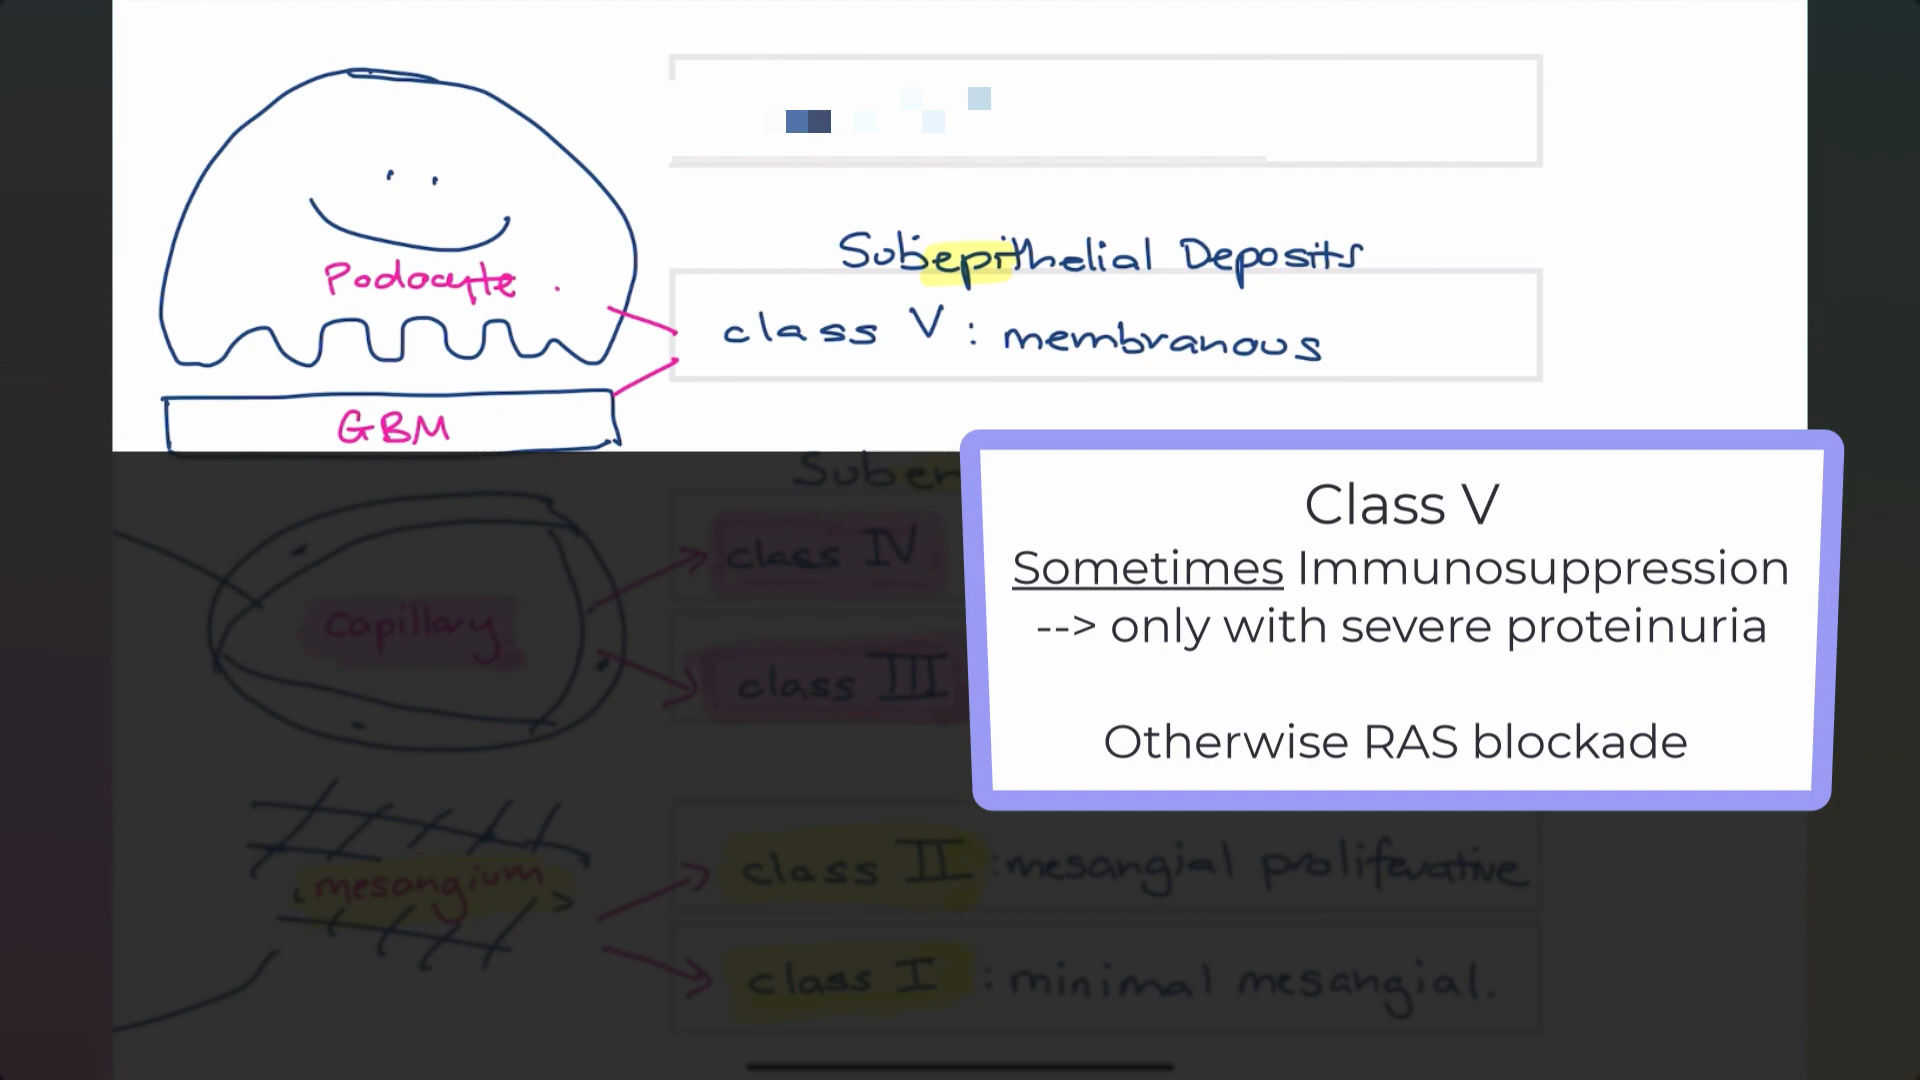 Subepithelial Deposits
Podocyte
class V : membranous
GBM
Class V
Sometimes Immunosuppression
--> only with severe proteinuria
Otherwise RAS blockade
class IV
capillary
class III
mesangium
class II : mesangial proliferative
class I : minimal mesangial.